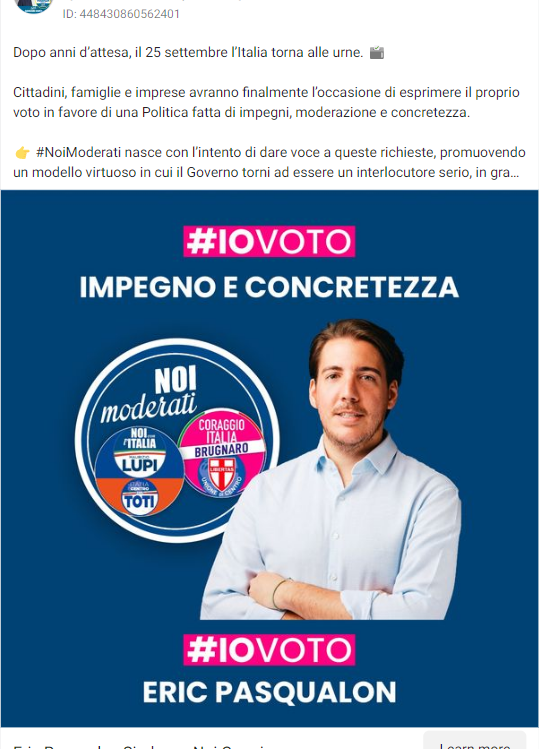 ID: 448430860562401
Dopo anni d'attesa, il 25 settembre l'Italia torna alle urne. 🗳
Cittadini, famiglie e imprese avranno finalmente l'occasione di esprimere il proprio
voto in favore di una Politica fatta di impegni, moderazione e concretezza.
👉 #NoiModerati nasce con l'intento di dare voce a queste richieste, promuovendo
un modello virtuoso in cui il Governo torni ad essere un interlocutore serio, in gra...
#IOVOTO
IMPEGNO E CONCRETEZZA
NOI
moderati
NOI CON
l'ITALIA
MAURIZIO
LUPI
ITALIA
CENTRO
TOTI
CORAGGIO
ITALIA
BRUGNARO
LIBERTAS
UNIONE DI CENTRO
#IOVOTO
ERIC PASQUALON
Learn more